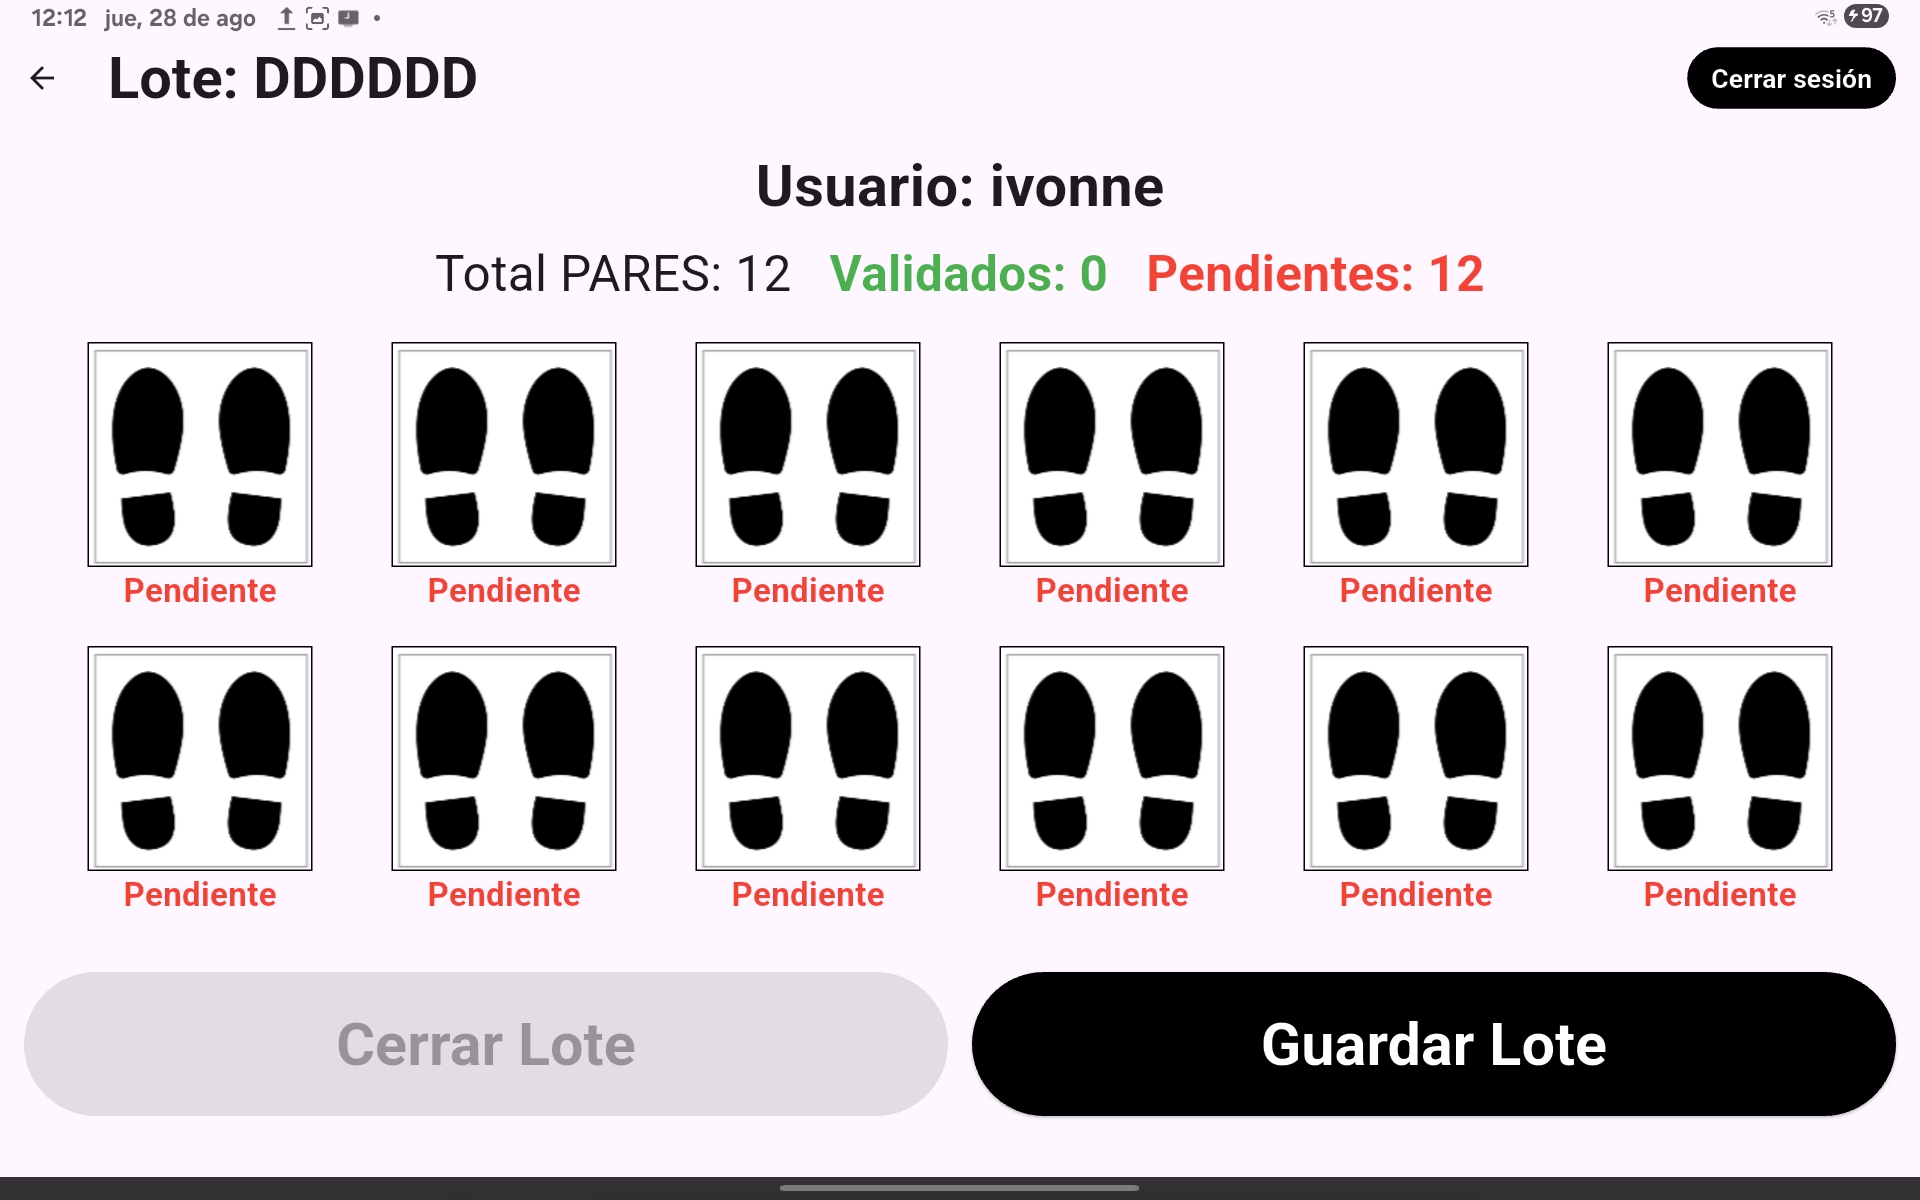 12:12 jue, 28 de ago
5 97
Lote: DDDDDD
Cerrar sesión
Usuario: ivonne
Total PARES: 12 Validados: 0 Pendientes: 12
Pendiente Pendiente Pendiente Pendiente Pendiente Pendiente
Pendiente Pendiente Pendiente Pendiente Pendiente Pendiente
Cerrar Lote Guardar Lote